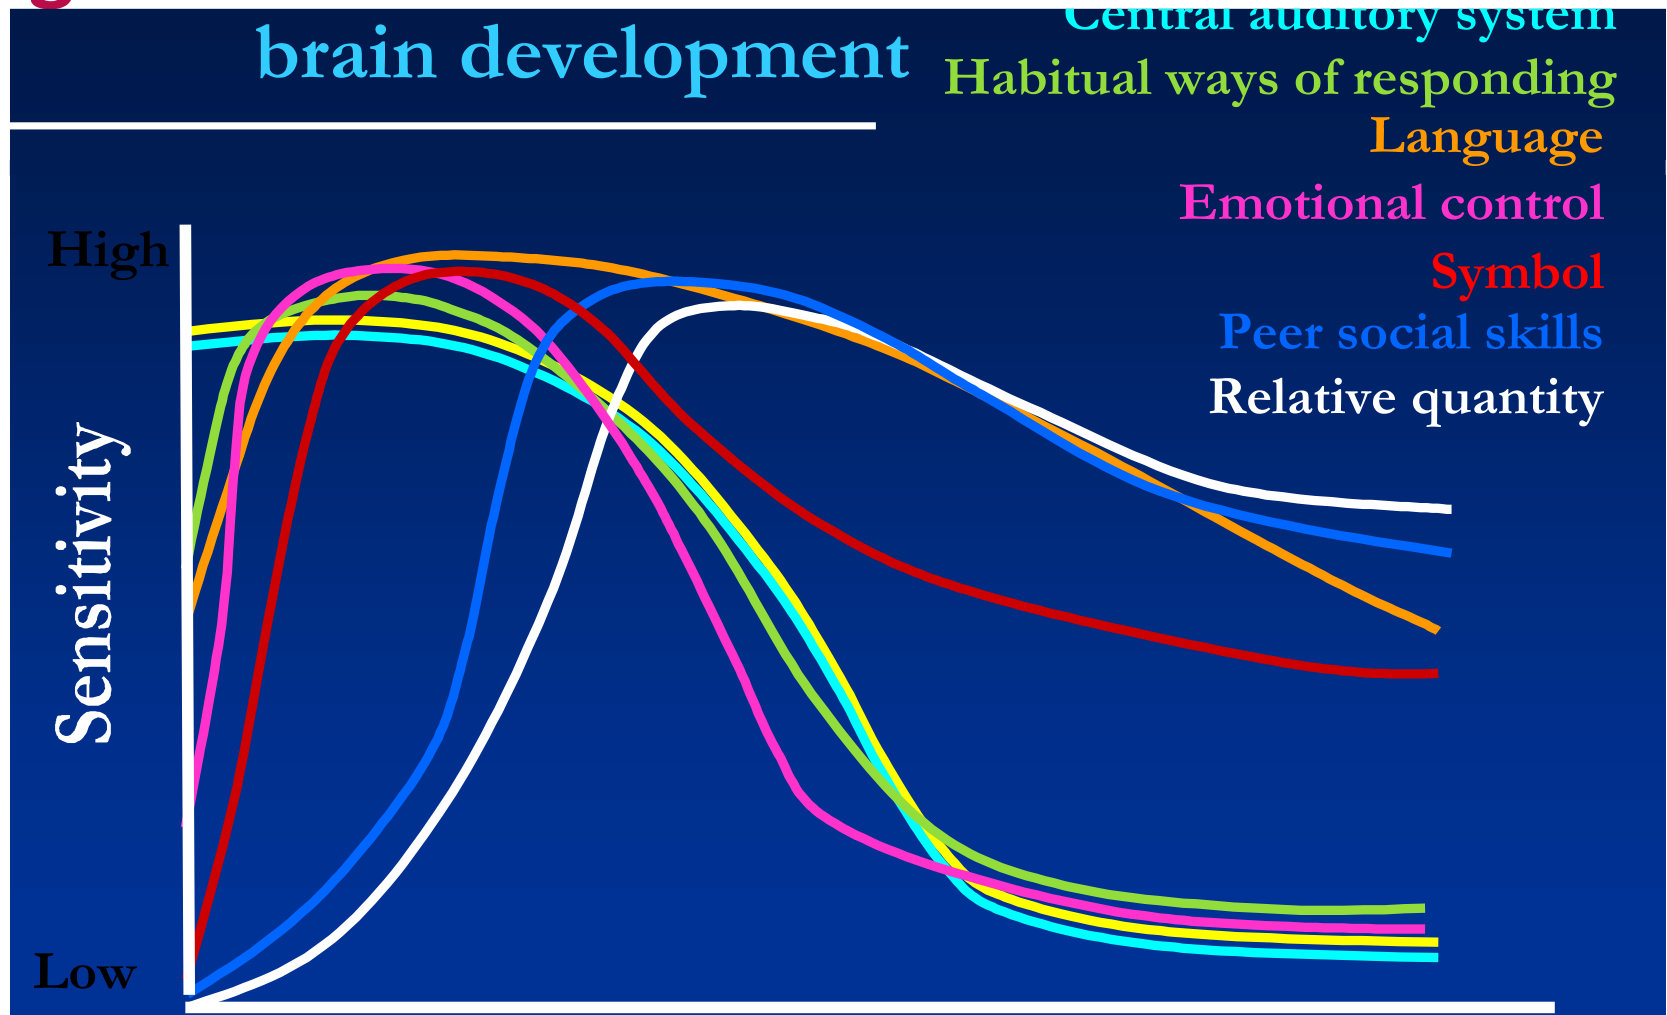 brain development
Central auditory system
Habitual ways of responding
Language
Emotional control
Symbol
Peer social skills
Relative quantity
High
Sensitivity
Low